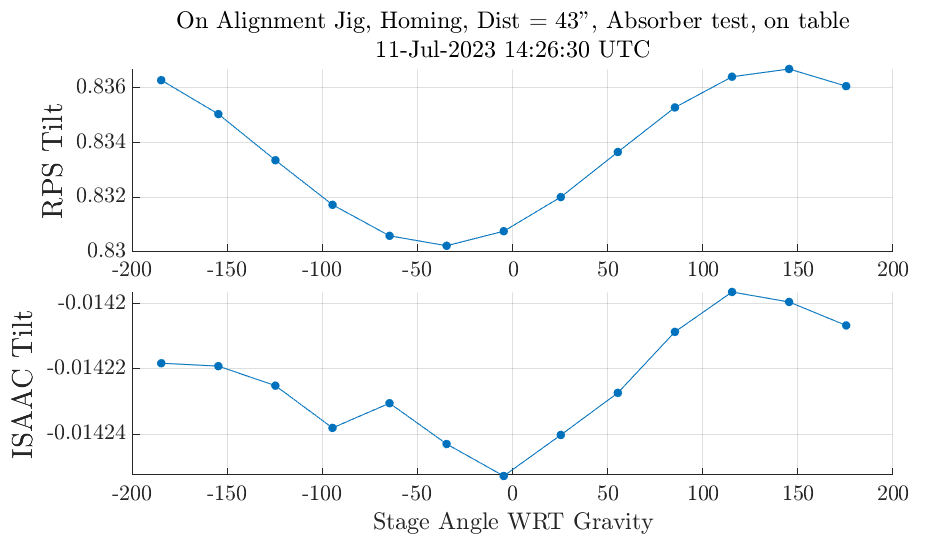 On Alignment Jig, Homing, Dist = 43", Absorber test, on table
11-Jul-2023 14:26:30 UTC
RPS Tilt
0.836
0.834
0.832
0.83
-200 -150 -100 -50 0 50 100 150 200
ISAAC Tilt
-0.0142
-0.01422
-0.01424
-200 -150 -100 -50 0 50 100 150 200
Stage Angle WRT Gravity